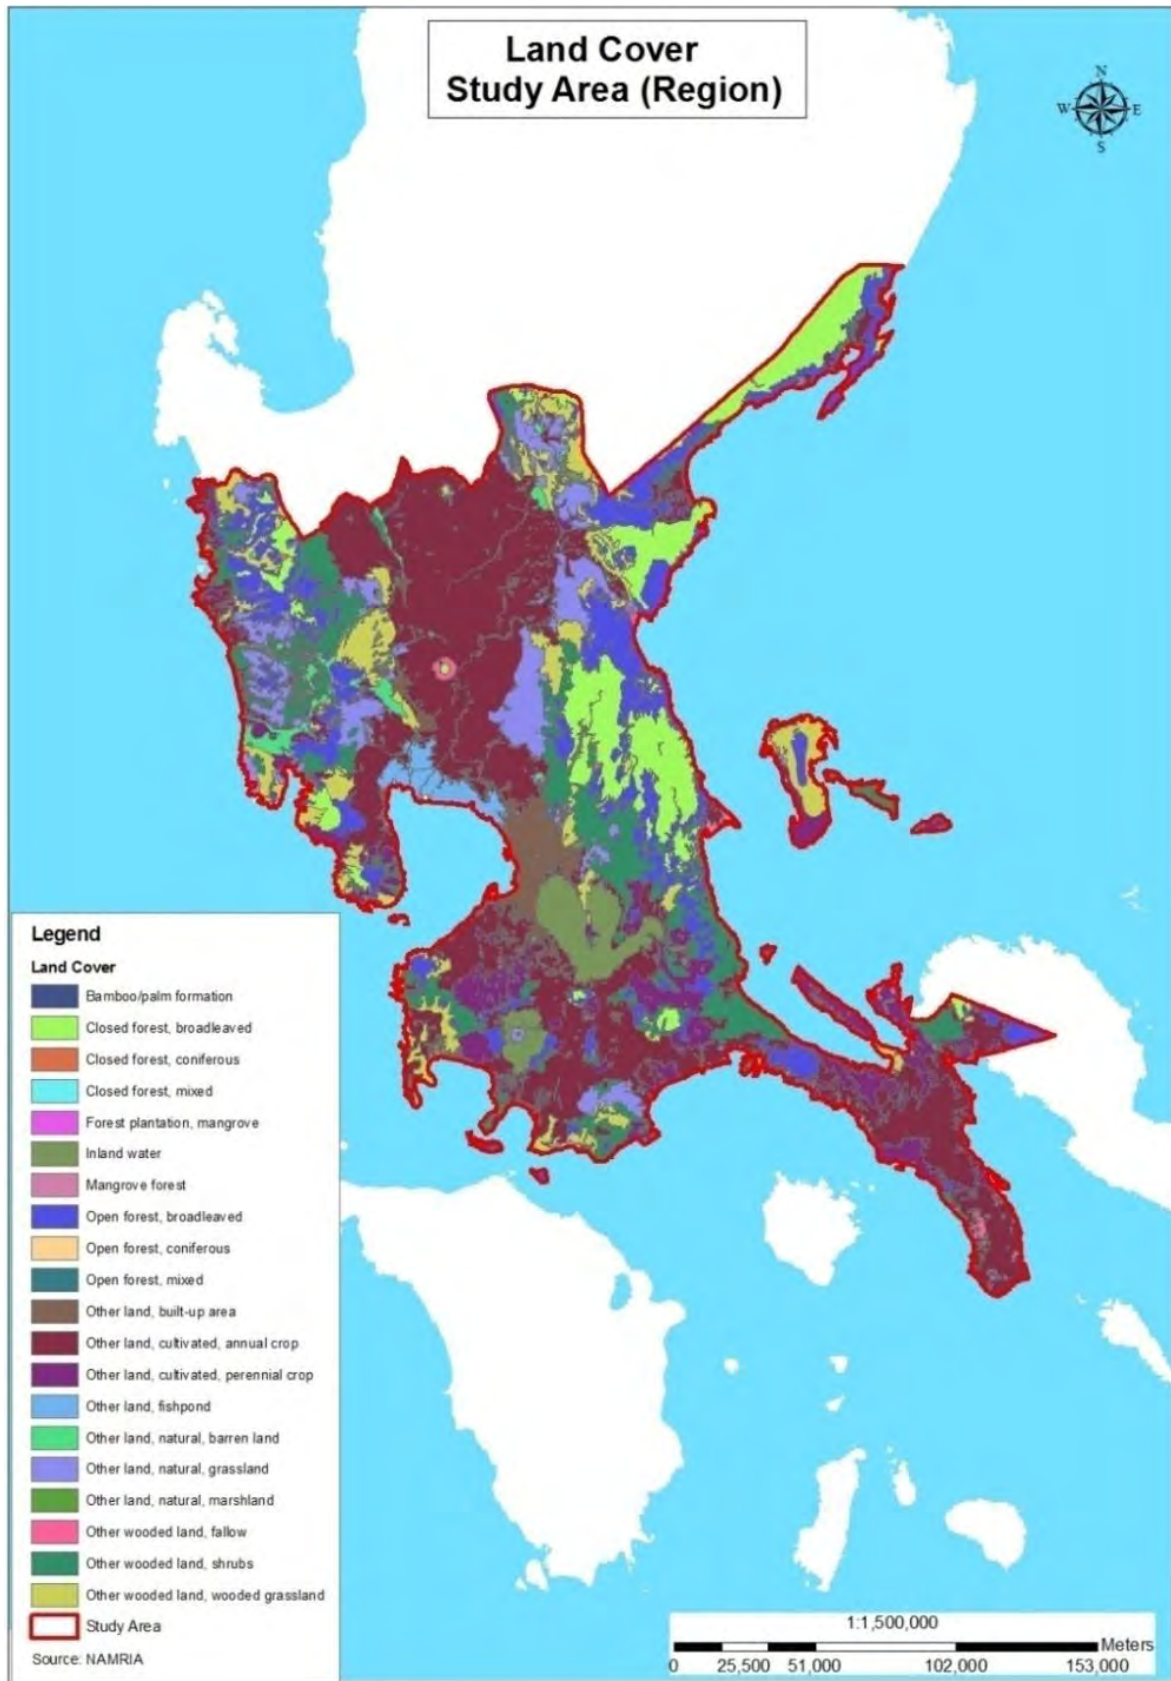 Land Cover
Study Area (Region)
N
W E
S
Legend
Land Cover
Bamboo/palm formation
Closed forest, broadleaved
Closed forest, coniferous
Closed forest, mixed
Forest plantation, mangrove
Inland water
Mangrove forest
Open forest, broadleaved
Open forest, coniferous
Open forest, mixed
Other land, built-up area
Other land, cultivated, annual crop
Other land, cultivated, perennial crop
Other land, fishpond
Other land, natural, barren land
Other land, natural, grassland
Other land, natural, marshland
Other wooded land, fallow
Other wooded land, shrubs
Other wooded land, wooded grassland
Study Area
Source: NAMRIA
1:1,500,000
Meters
0 25,500 51,000 102,000 153,000